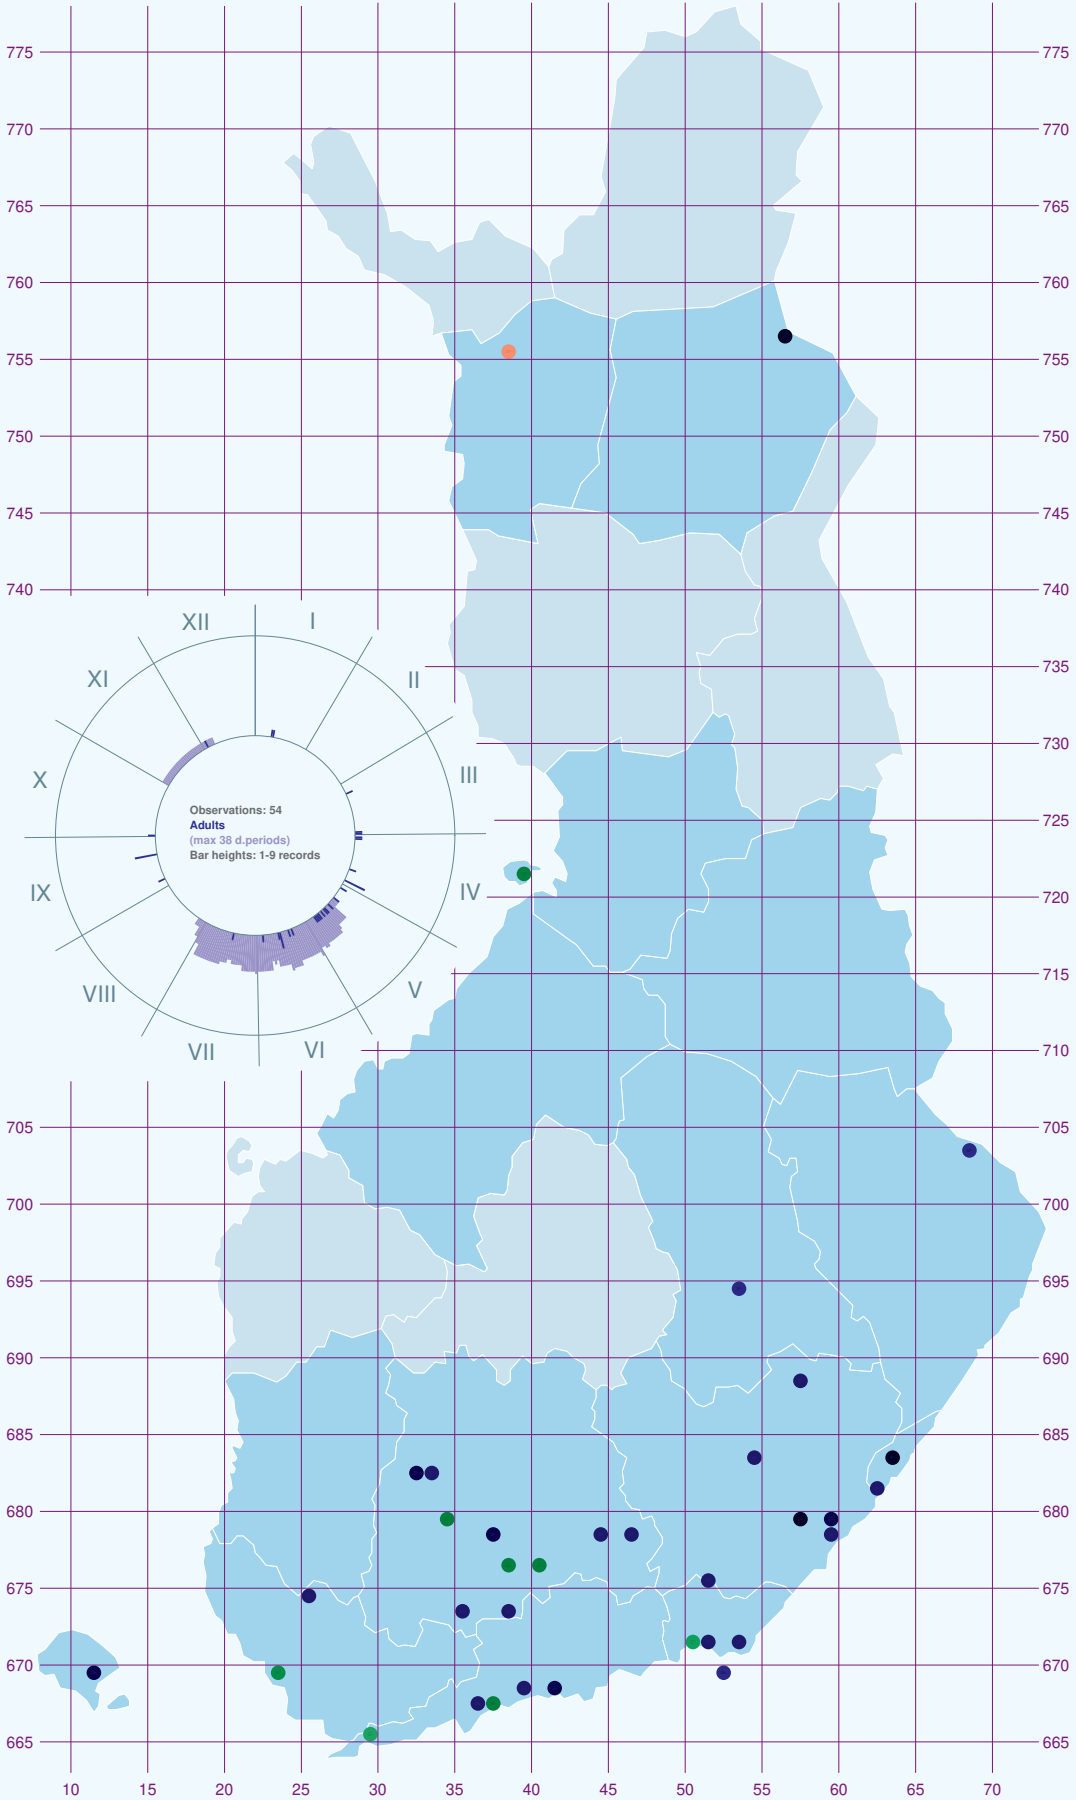 775 775
770 770
765 765
760 760
755 755
750 750
745 745
740 740
XII I
735
XI II
730
X III
725
Observations: 54
Adults
(max 38 d.periods)
Bar heights: 1-9 records
IX IV
720
715
VIII V
VII VI
710
705 705
700 700
695 695
690 690
685 685
680 680
675 675
670 670
665 665
10 15 20 25 30 35 40 45 50 55 60 65 70